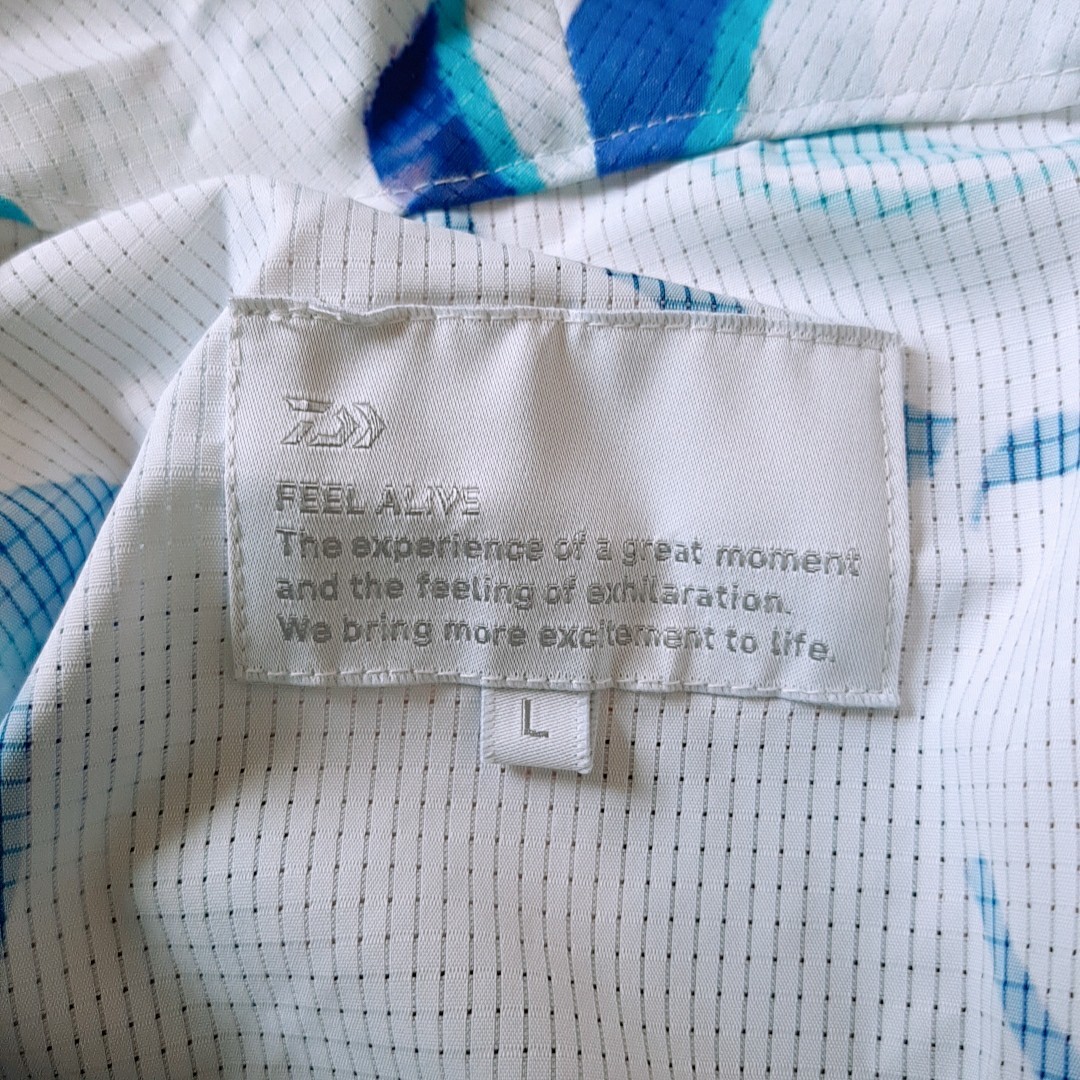 FEEL ALIVE
The experience of a great moment
and the feeling of exhilaration.
We bring more excitement to life.
L